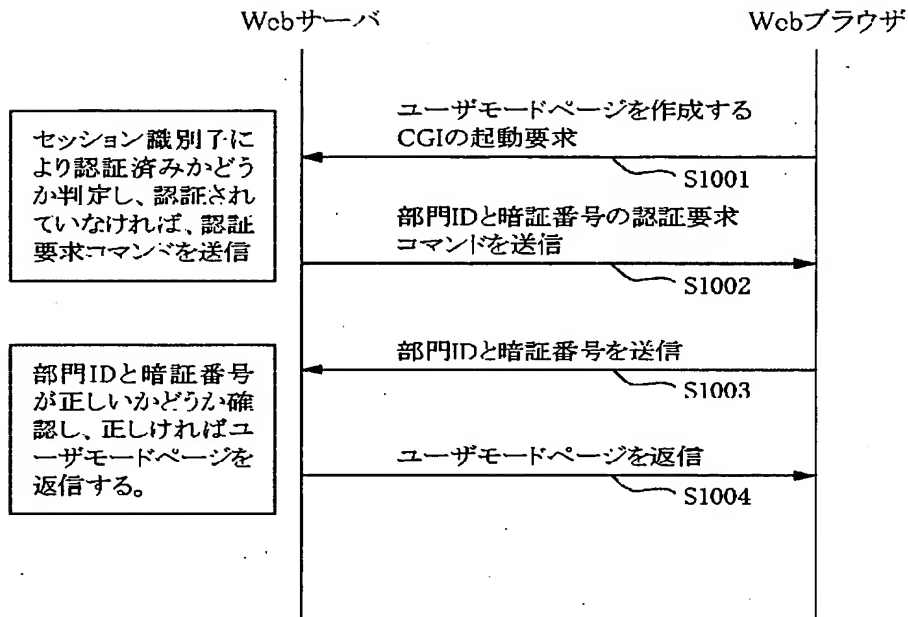 Webサーバ
Webブラウザ
ユーザモードページを作成する
CGIの起動要求
S1001
セッション識別子に
より認証済みかどう
か判定し、認証され
ていなければ、認証
要求コマンドを送信
部門IDと暗証番号の認証要求
コマンドを送信
S1002
部門IDと暗証番号を送信
S1003
部門IDと暗証番号
が正しいかどうか確
認し、正しければユ
ーザモードページを
返信する。
ユーザモードページを返信
S1004